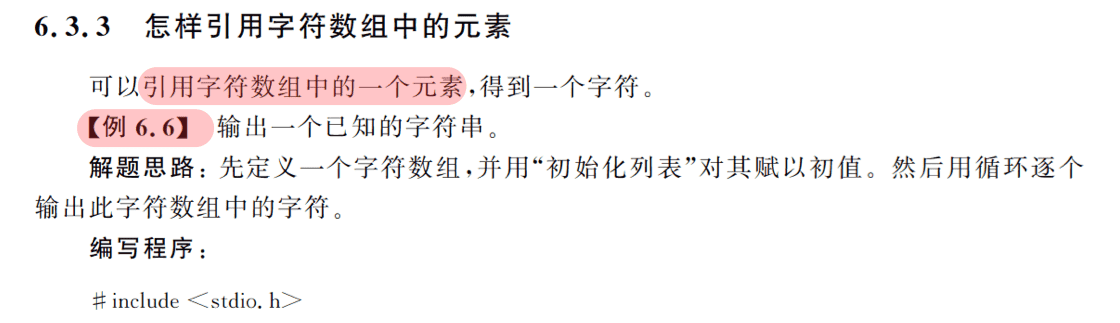 6.3.3 怎样引用字符数组中的元素
可以引用字符数组中的一个元素,得到一个字符。
【例 6.6】 输出一个已知的字符串。
解题思路:先定义一个字符数组,并用“初始化列表”对其赋以初值。然后用循环逐个
输出此字符数组中的字符。
编写程序:
#include <stdio.h>